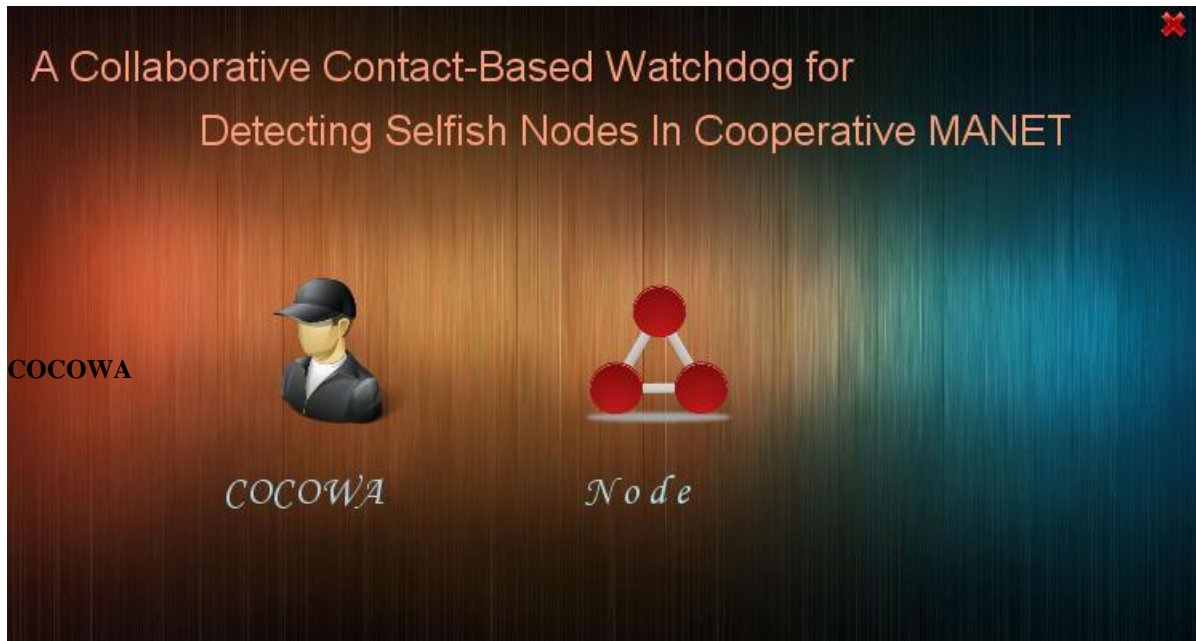 A Collaborative Contact-Based Watchdog for
Detecting Selfish Nodes In Cooperative MANET
COCOWA
COCOWA
Node